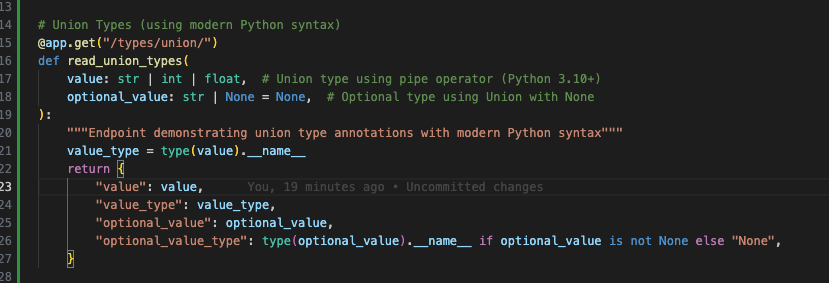 13
14 # Union Types (using modern Python syntax)
15 @app.get("/types/union/")
16 def read_union_types(
17     value: str | int | float,  # Union type using pipe operator (Python 3.10+)
18     optional_value: str | None = None,  # Optional type using Union with None
19 ):
20     """Endpoint demonstrating union type annotations with modern Python syntax"""
21     value_type = type(value).__name__
22     return {
23         "value": value,     You, 19 minutes ago • Uncommitted changes
24         "value_type": value_type,
25         "optional_value": optional_value,
26         "optional_value_type": type(optional_value).__name__ if optional_value is not None else "None",
27     }
28